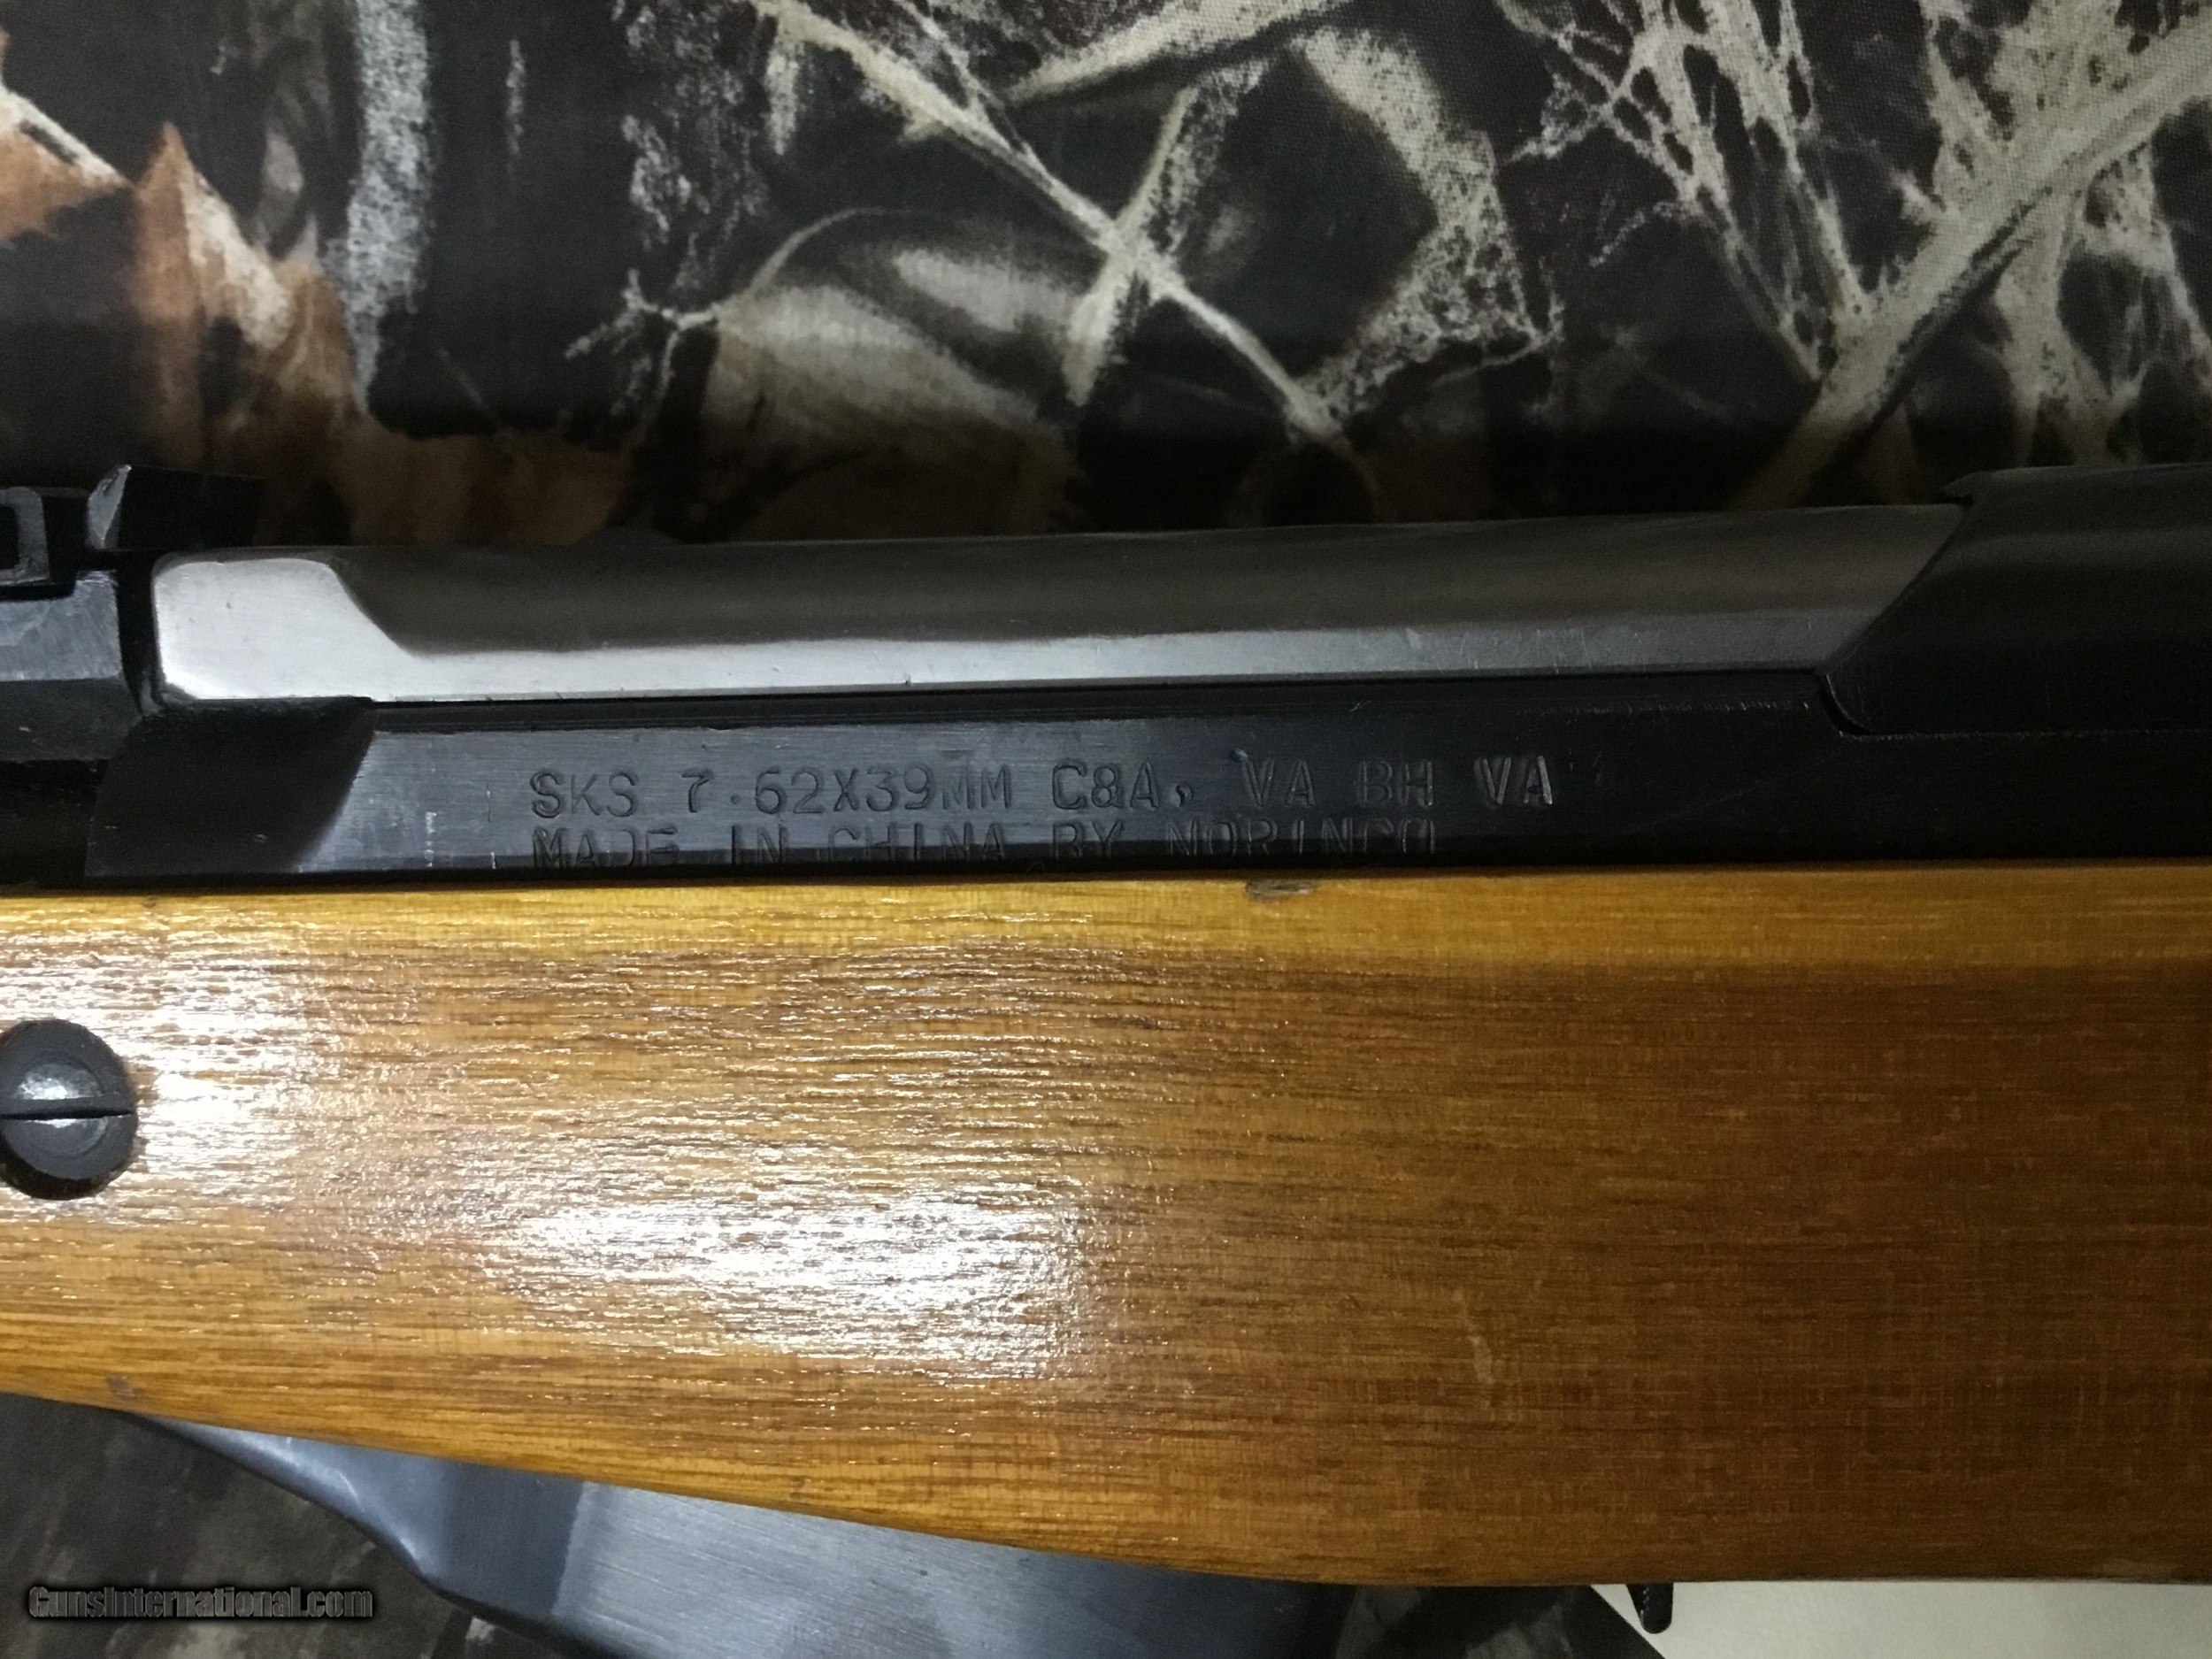 SKS 7.62X39MM C&A, VA BH VA
MADE IN CHINA BY NORINCO
GunsInternational.com